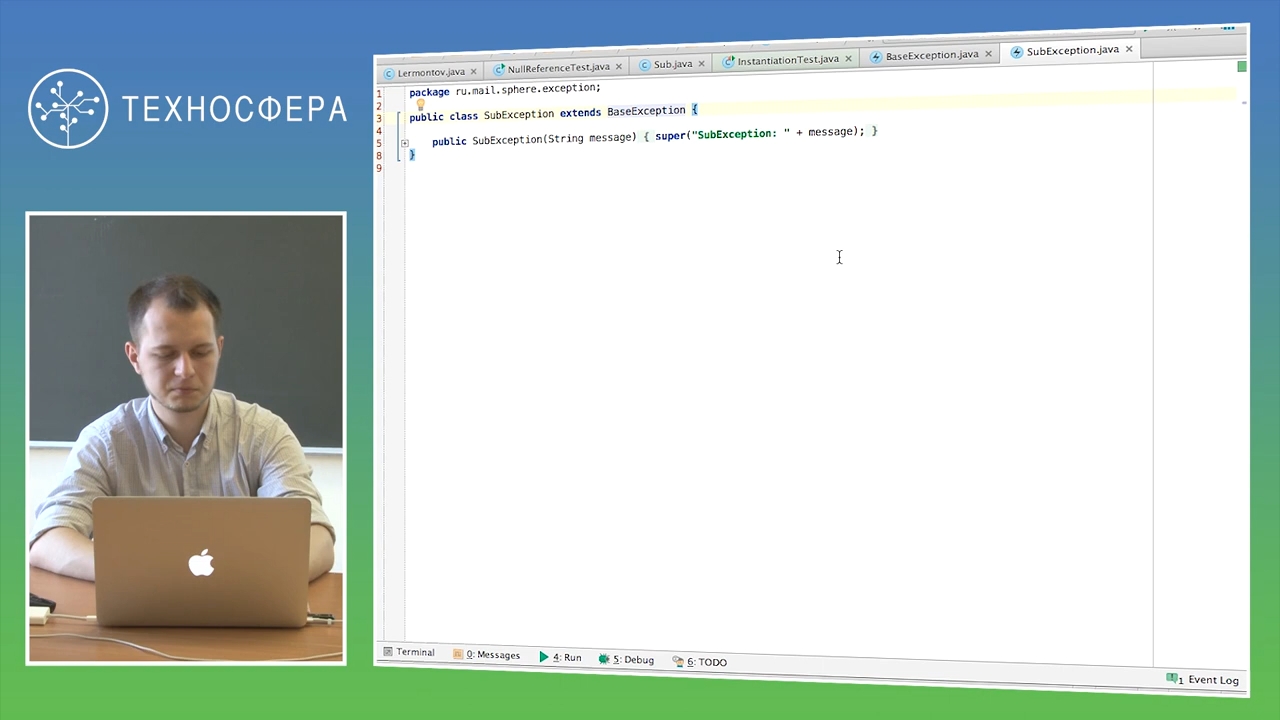 ТЕХНОСФЕРА
Lermontov.java
NullReferenceTest.java
Sub.java
InstantiationTest.java
BaseException.java
SubException.java
1 package ru.mail.sphere.exception;
2
3 public class SubException extends BaseException {
4
5 public SubException(String message) { super("SubException: " + message); }
8 }
9
Terminal
0: Messages
4: Run
5: Debug
6: TODO
1 Event Log